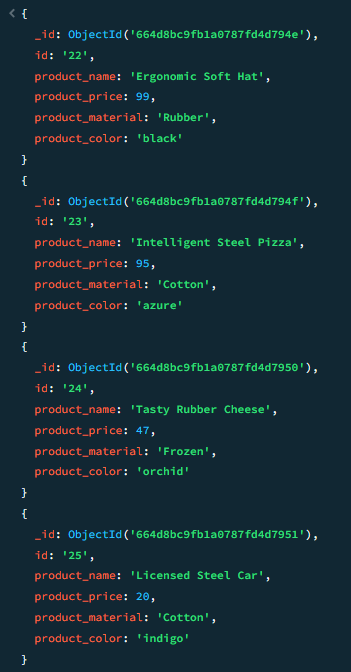 {
_id: ObjectId('664d8bc9fb1a0787fd4d794e'),
id: '22',
product_name: 'Ergonomic Soft Hat',
product_price: 99,
product_material: 'Rubber',
product_color: 'black'
}
{
_id: ObjectId('664d8bc9fb1a0787fd4d794f'),
id: '23',
product_name: 'Intelligent Steel Pizza',
product_price: 95,
product_material: 'Cotton',
product_color: 'azure'
}
{
_id: ObjectId('664d8bc9fb1a0787fd4d7950'),
id: '24',
product_name: 'Tasty Rubber Cheese',
product_price: 47,
product_material: 'Frozen',
product_color: 'orchid'
}
{
_id: ObjectId('664d8bc9fb1a0787fd4d7951'),
id: '25',
product_name: 'Licensed Steel Car',
product_price: 20,
product_material: 'Cotton',
product_color: 'indigo'
}